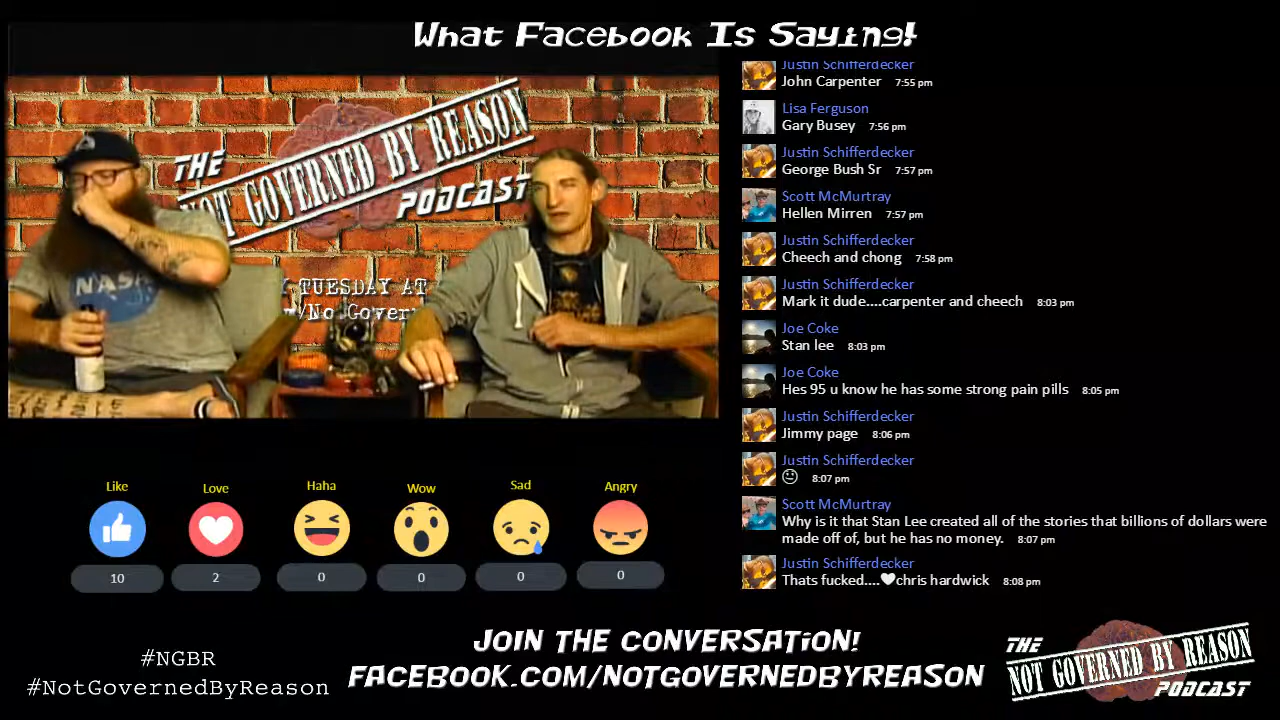 What Facebook Is Saying!
THE
NOT GOVERNED BY REASON
PODCAST
NASA
TUESDAY AT
/No Govern
Justin Schifferdecker
John Carpenter 7:55 pm
Lisa Ferguson
Gary Busey 7:56 pm
Justin Schifferdecker
George Bush Sr 7:57 pm
Scott McMurtray
Hellen Mirren 7:57 pm
Justin Schifferdecker
Cheech and chong 7:58 pm
Justin Schifferdecker
Mark it dude....carpenter and cheech 8:03 pm
Joe Coke
Stan lee 8:03 pm
Joe Coke
Hes 95 u know he has some strong pain pills 8:05 pm
Justin Schifferdecker
Jimmy page 8:06 pm
Justin Schifferdecker
😐 8:07 pm
Scott McMurtray
Why is it that Stan Lee created all of the stories that billions of dollars were
made off of, but he has no money. 8:07 pm
Justin Schifferdecker
Thats fucked....♥chris hardwick 8:08 pm
Like Love Haha Wow Sad Angry
10 2 0 0 0 0
#NGBR
#NotGovernedByReason
JOIN THE CONVERSATION!
FACEBOOK.COM/NOTGOVERNEDBYREASON
THE
NOT GOVERNED BY REASON
PODCAST